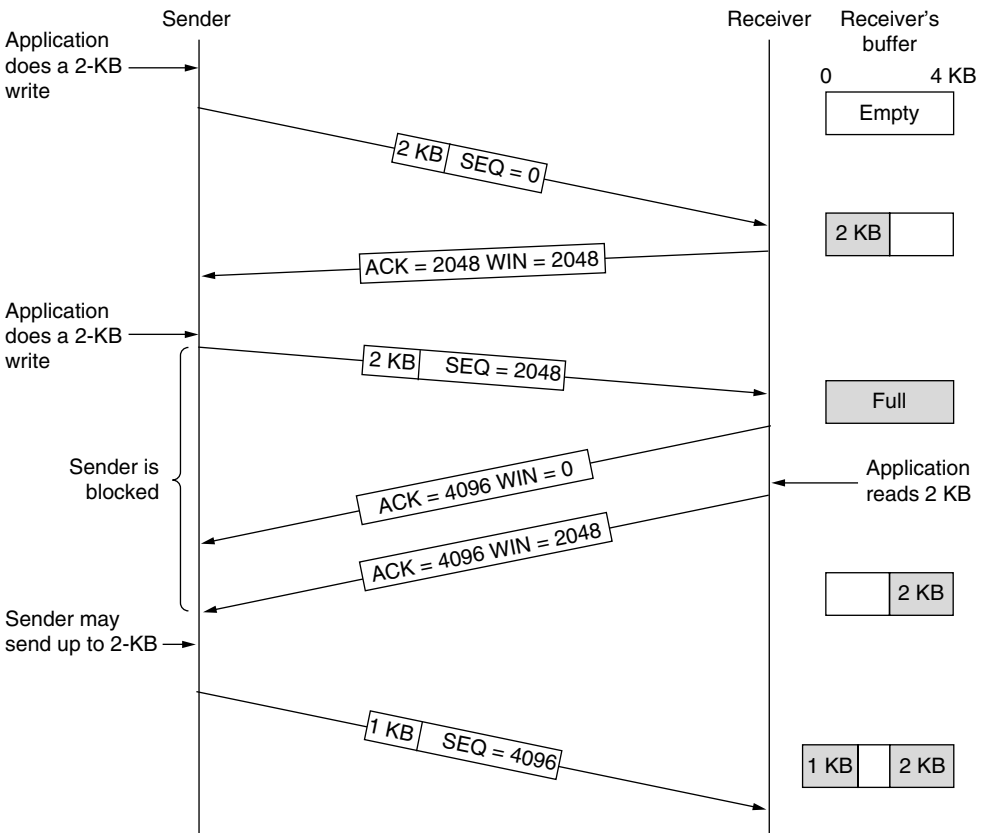 Sender
Receiver
Receiver's
buffer
Application
does a 2-KB
write
0
4 KB
Empty
2 KB SEQ = 0
2 KB
ACK = 2048 WIN = 2048
Application
does a 2-KB
write
2 KB SEQ = 2048
Full
Sender is
blocked
ACK = 4096 WIN = 0
Application
reads 2 KB
ACK = 4096 WIN = 2048
2 KB
Sender may
send up to 2-KB
1 KB SEQ = 4096
1 KB
2 KB